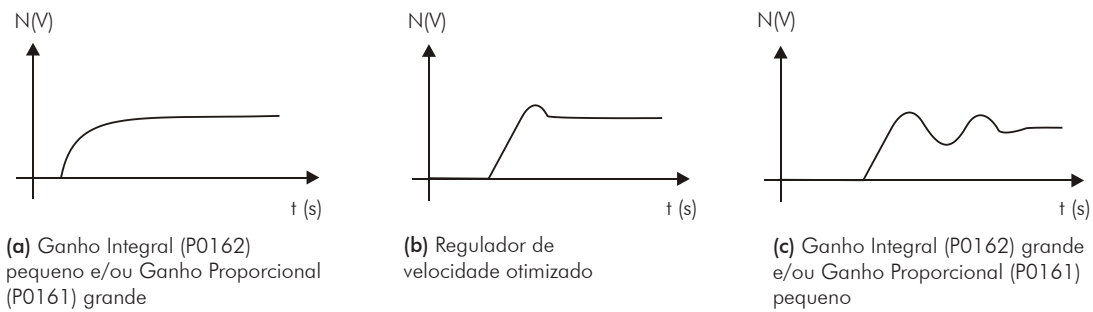 N(V)
t (s)
(a) Ganho Integral (P0162)
pequeno e/ou Ganho Proporcional
(P0161) grande
N(V)
t (s)
(b) Regulador de
velocidade otimizado
N(V)
t (s)
(c) Ganho Integral (P0162) grande
e/ou Ganho Proporcional (P0161)
pequeno